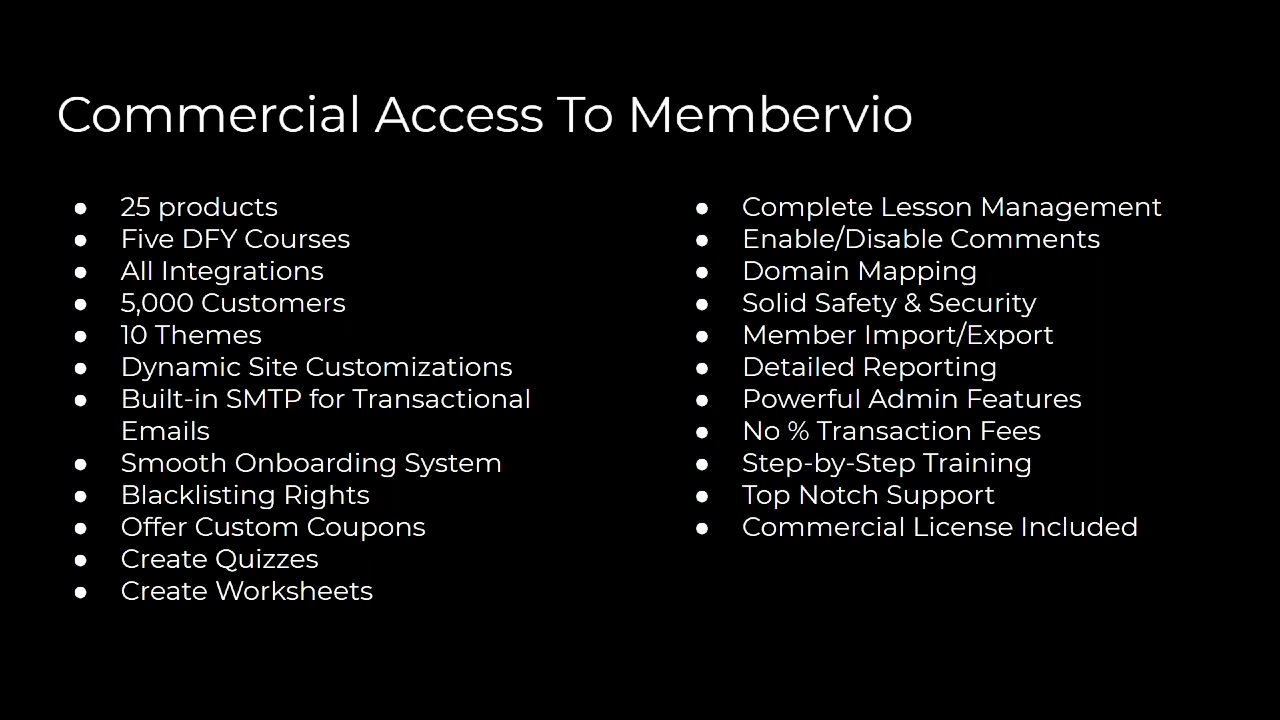 Commercial Access To Membervio
● 25 products
● Five DFY Courses
● All Integrations
● 5,000 Customers
● 10 Themes
● Dynamic Site Customizations
● Built-in SMTP for Transactional
Emails
● Smooth Onboarding System
● Blacklisting Rights
● Offer Custom Coupons
● Create Quizzes
● Create Worksheets
● Complete Lesson Management
● Enable/Disable Comments
● Domain Mapping
● Solid Safety & Security
● Member Import/Export
● Detailed Reporting
● Powerful Admin Features
● No % Transaction Fees
● Step-by-Step Training
● Top Notch Support
● Commercial License Included